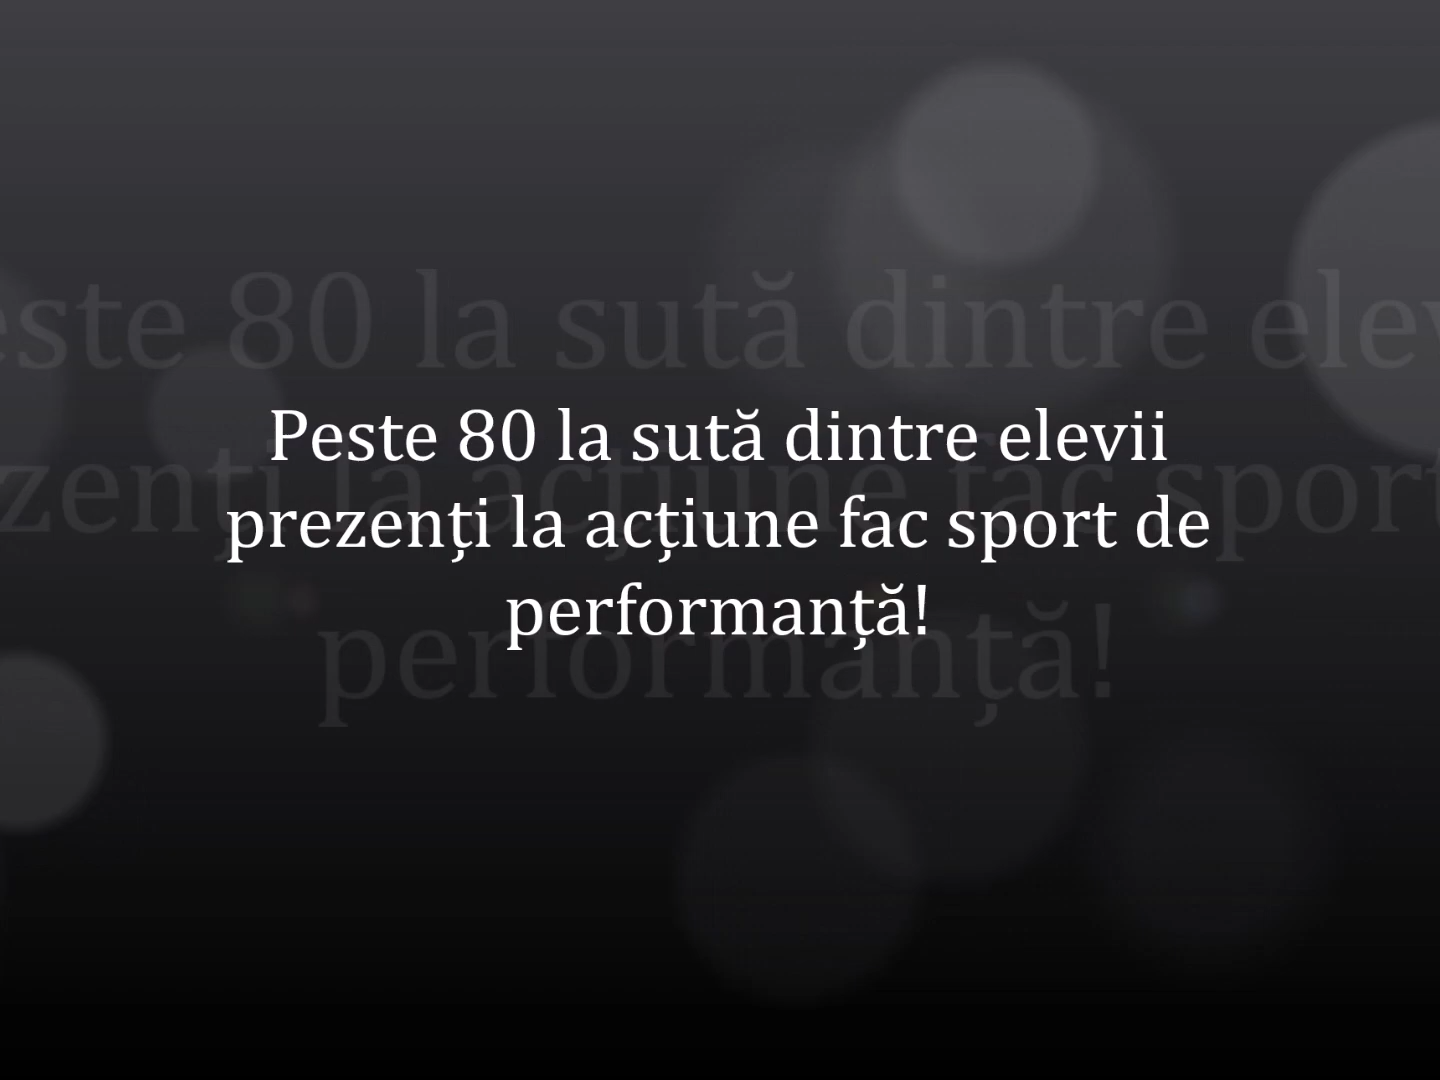 Peste 80 la sută dintre elevii
prezenți la acțiune fac sport de
performanță!